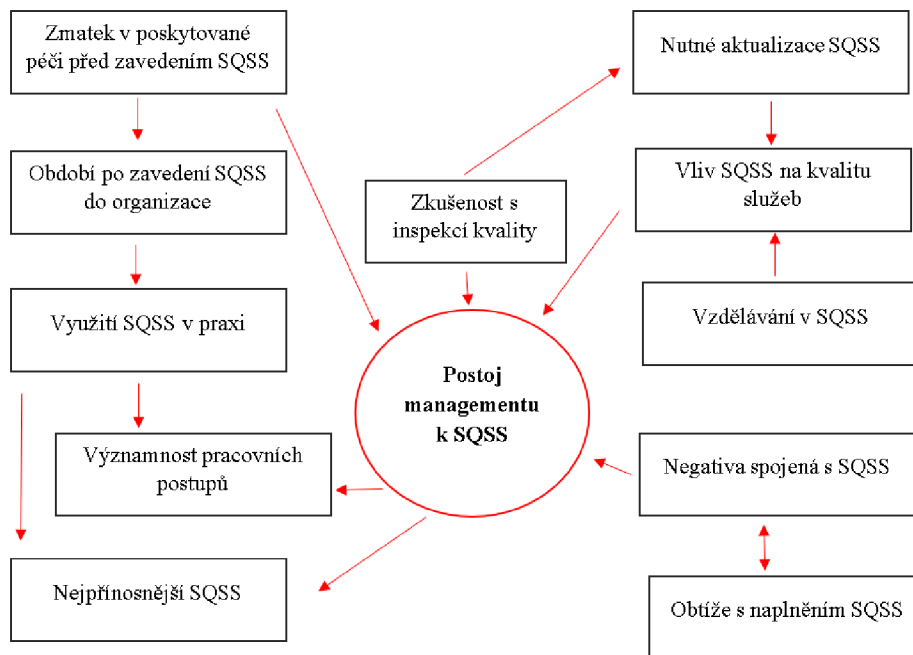 Zmatek v poskytované
péči před zavedením SQSS
Nutné aktualizace SQSS
Období po zavedení SQSS
do organizace
Zkušenost s
inspekcí kvality
Vliv SQSS na kvalitu
služeb
Využití SQSS v praxi
Vzdělávání v SQSS
Postoj
managementu
k SQSS
Významnost pracovních
postupů
Negativa spojená s SQSS
Nejpřínosnější SQSS
Obtíže s naplněním SQSS